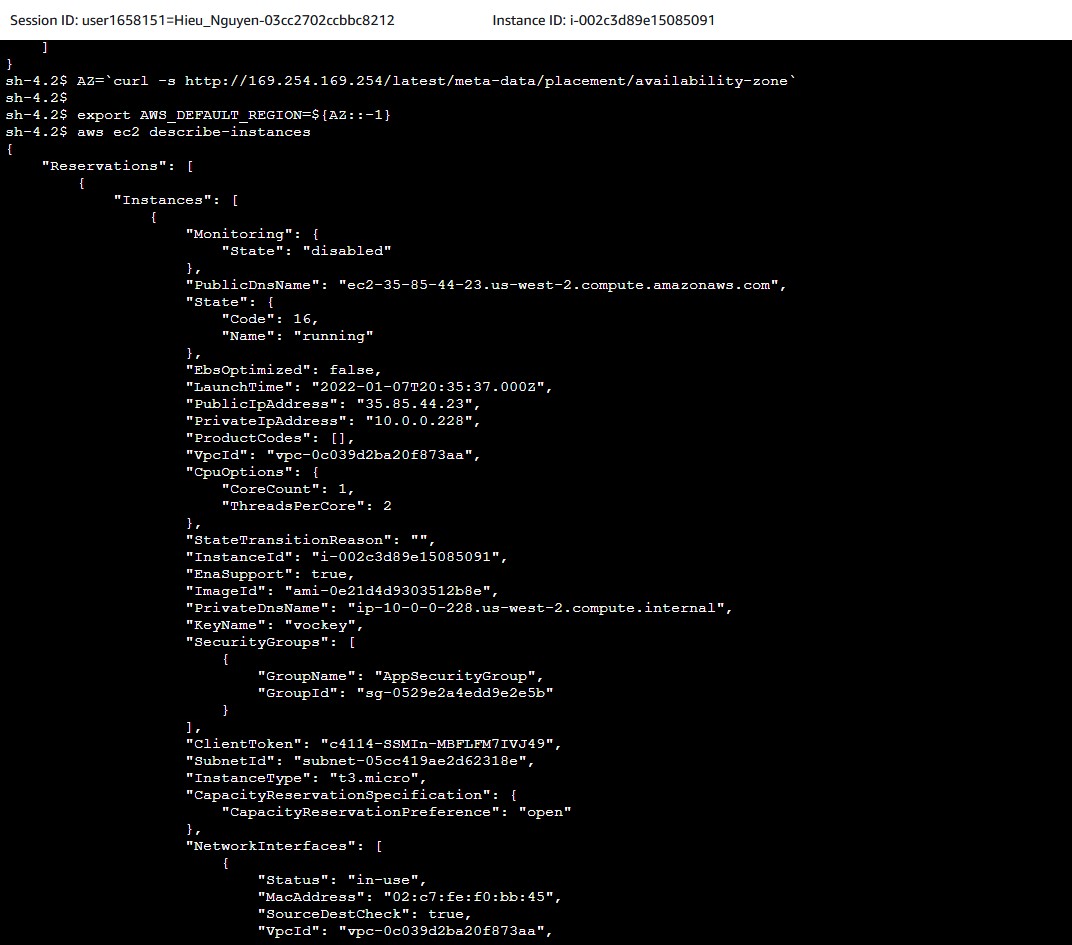 Session ID: user1658151=Hieu_Nguyen-03cc2702ccbbc8212 Instance ID: i-002c3d89e15085091
    ]
}
sh-4.2$ AZ=`curl -s http://169.254.169.254/latest/meta-data/placement/availability-zone`
sh-4.2$
sh-4.2$ export AWS_DEFAULT_REGION=${AZ::-1}
sh-4.2$ aws ec2 describe-instances
{
    "Reservations": [
        {
            "Instances": [
                {
                    "Monitoring": {
                        "State": "disabled"
                    },
                    "PublicDnsName": "ec2-35-85-44-23.us-west-2.compute.amazonaws.com",
                    "State": {
                        "Code": 16,
                        "Name": "running"
                    },
                    "EbsOptimized": false,
                    "LaunchTime": "2022-01-07T20:35:37.000Z",
                    "PublicIpAddress": "35.85.44.23",
                    "PrivateIpAddress": "10.0.0.228",
                    "ProductCodes": [],
                    "VpcId": "vpc-0c039d2ba20f873aa",
                    "CpuOptions": {
                        "CoreCount": 1,
                        "ThreadsPerCore": 2
                    },
                    "StateTransitionReason": "",
                    "InstanceId": "i-002c3d89e15085091",
                    "EnaSupport": true,
                    "ImageId": "ami-0e21d4d9303512b8e",
                    "PrivateDnsName": "ip-10-0-0-228.us-west-2.compute.internal",
                    "KeyName": "vockey",
                    "SecurityGroups": [
                        {
                            "GroupName": "AppSecurityGroup",
                            "GroupId": "sg-0529e2a4edd9e2e5b"
                        }
                    ],
                    "ClientToken": "c4114-SSMIn-MBFLFM7IVJ49",
                    "SubnetId": "subnet-05cc419ae2d62318e",
                    "InstanceType": "t3.micro",
                    "CapacityReservationSpecification": {
                        "CapacityReservationPreference": "open"
                    },
                    "NetworkInterfaces": [
                        {
                            "Status": "in-use",
                            "MacAddress": "02:c7:fe:f0:bb:45",
                            "SourceDestCheck": true,
                            "VpcId": "vpc-0c039d2ba20f873aa",